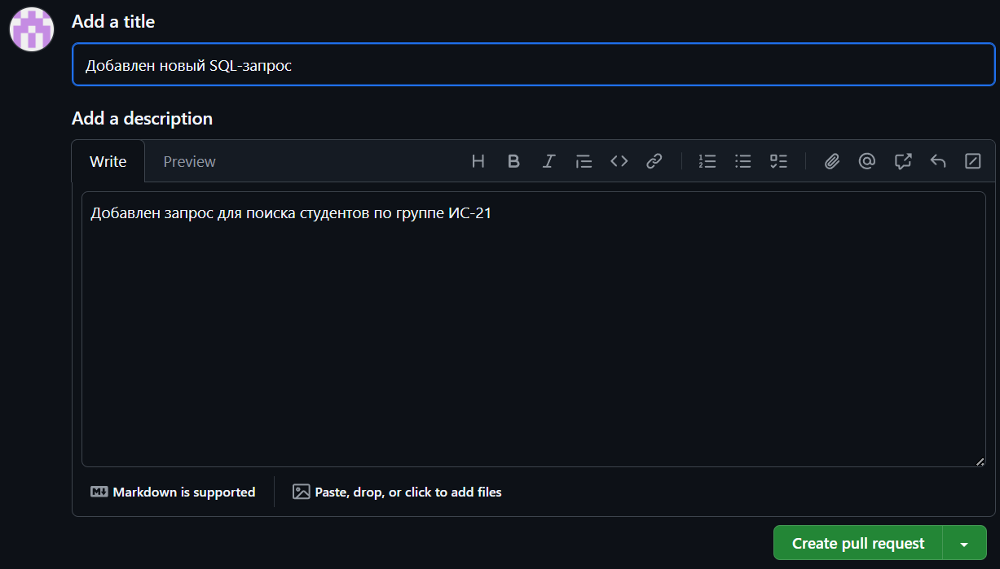 Add a title
Добавлен новый SQL-запрос
Add a description
Write Preview
Добавлен запрос для поиска студентов по группе ИС-21
Markdown is supported Paste, drop, or click to add files
Create pull request